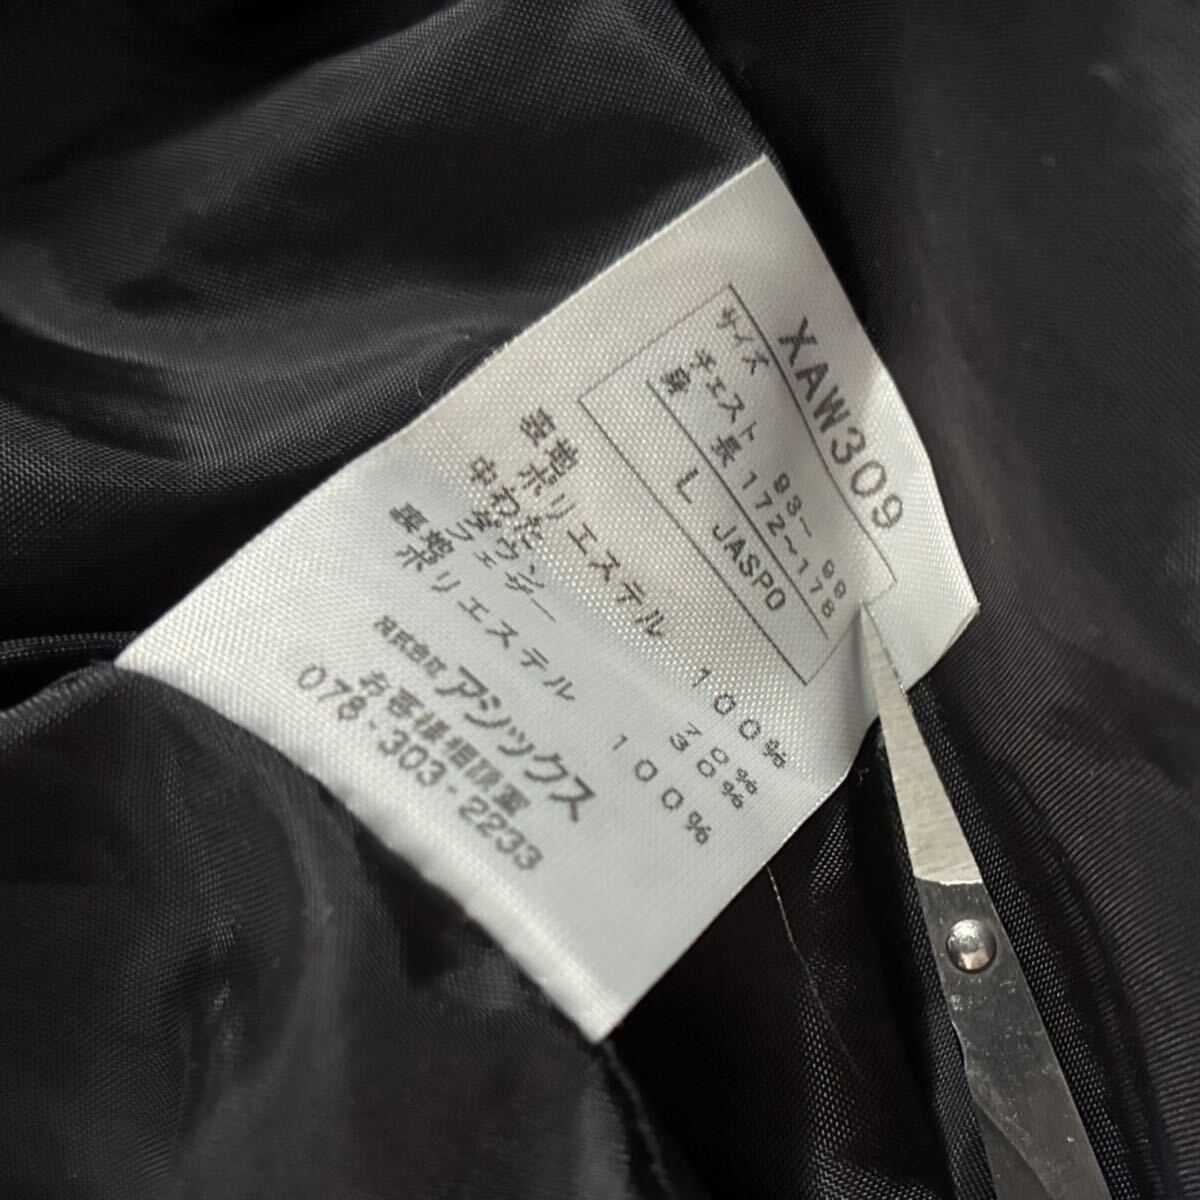 XAW309
サイズ
チェスト 93- 99
身 長 172~178
L JASPO
表地
ポリエステル 100%
中わた
ダウン 70%
フェザー 30%
裏地
ポリエステル 100%
株式会社 アシックス
お客様相談室
078-303-2233